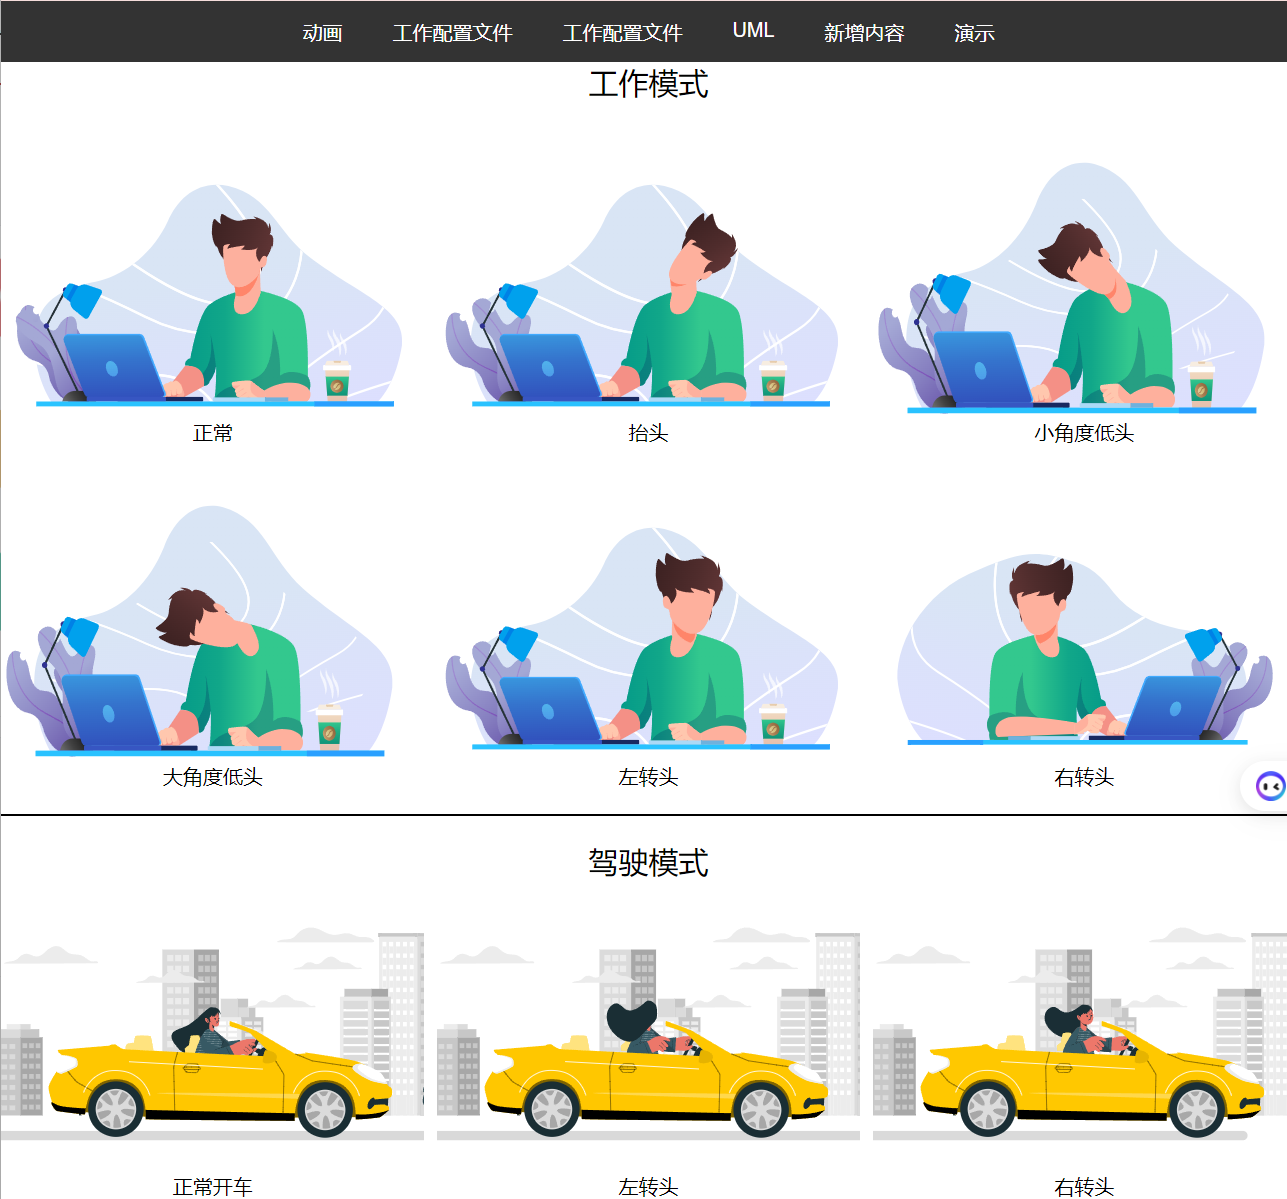 动画 工作配置文件 工作配置文件 UML 新增内容 演示
工作模式
正常 抬头 小角度低头
大角度低头 左转头 右转头
驾驶模式
正常开车 左转头 右转头